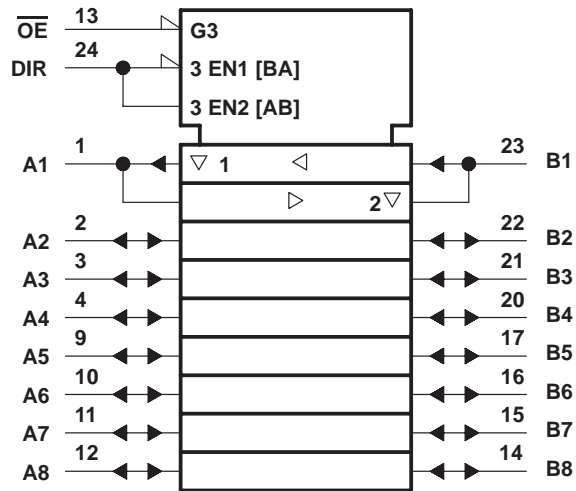 OE 13 G3
DIR 24 3 EN1 [BA]
3 EN2 [AB]
A1 1 1 23 B1
2
A2 2 22 B2
A3 3 21 B3
A4 4 20 B4
A5 9 17 B5
A6 10 16 B6
A7 11 15 B7
A8 12 14 B8